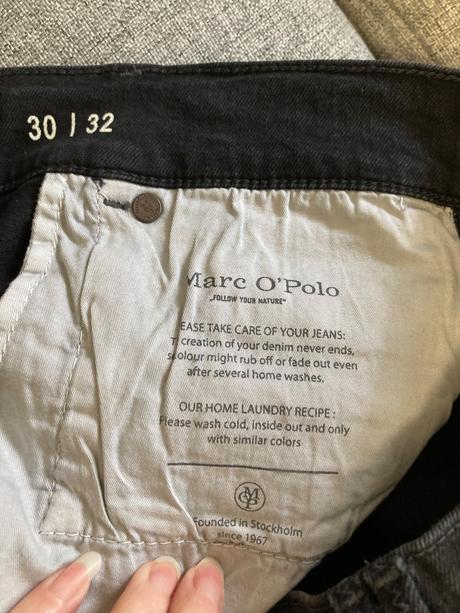 30 | 32
Marc O'Polo
„FOLLOW YOUR NATURE"
EASE TAKE CARE OF YOUR JEANS:
creation of your denim never ends,
colour might rub off or fade out even
after several home washes.
OUR HOME LAUNDRY RECIPE :
Please wash cold, inside out and only
with similar colors
MOP
Founded in Stockholm
since 1967